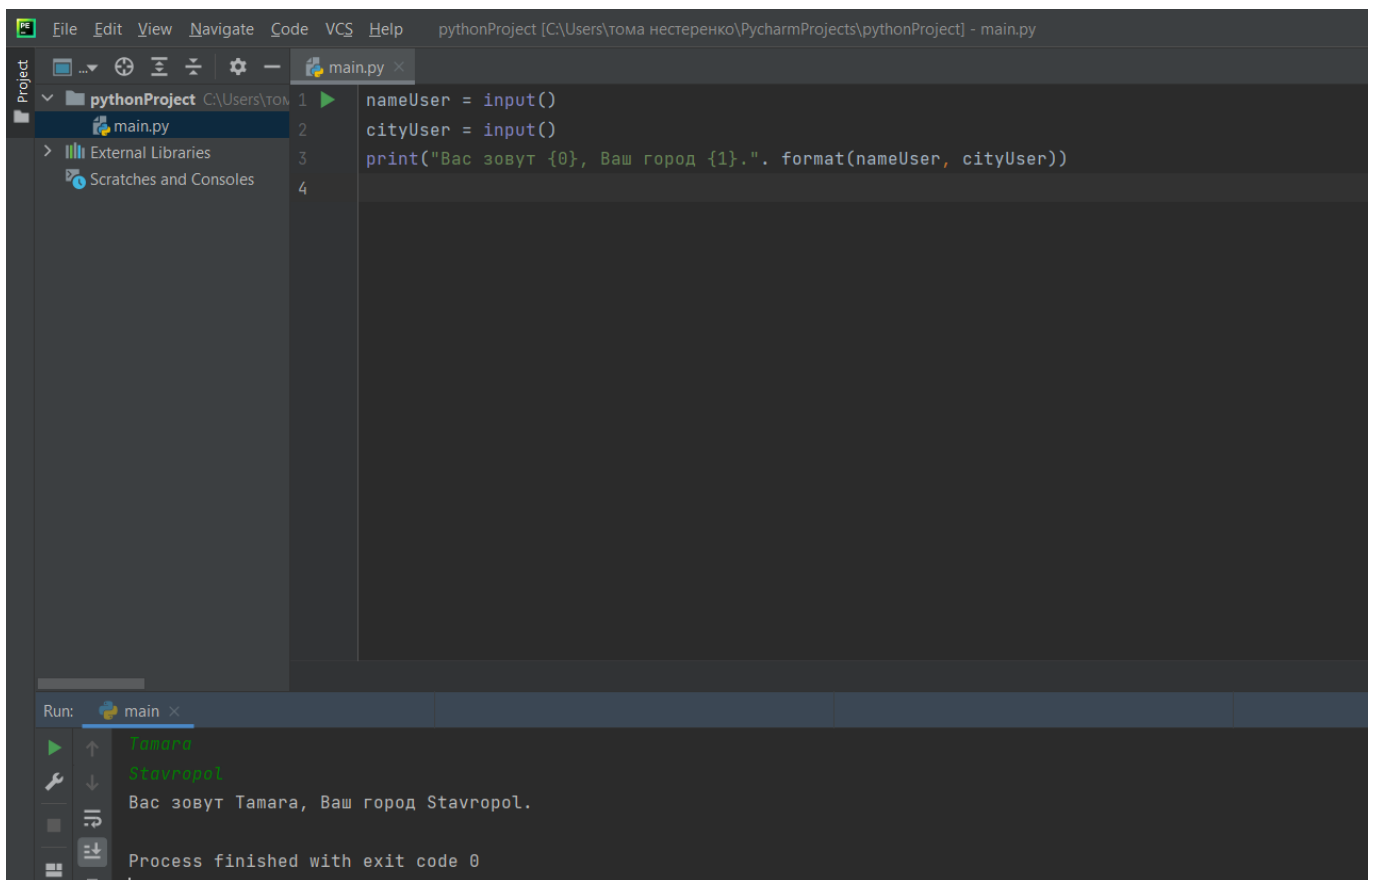 PE File Edit View Navigate Code VCS Help pythonProject [C:\Users\тома нестеренко\PycharmProjects\pythonProject] - main.py
Project
... main.py
pythonProject C:\Users\том
main.py
External Libraries
Scratches and Consoles
1 nameUser = input()
2 cityUser = input()
3 print("Вас зовут {0}, Ваш город {1}.". format(nameUser, cityUser))
4
Run: main
Tamara
Stavropol
Вас зовут Tamara, Ваш город Stavropol.
Process finished with exit code 0